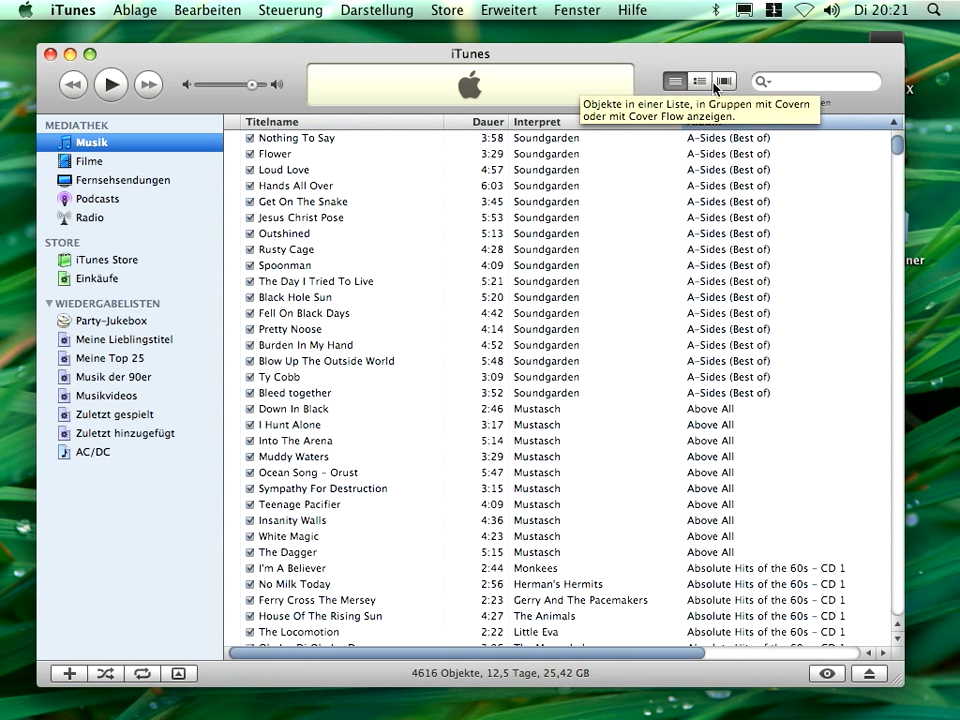 iTunes Ablage Bearbeiten Steuerung Darstellung Store Erweitert Fenster Hilfe 1 Di 20:21
iTunes
Objekte in einer Liste, in Gruppen mit Covern
oder mit Cover Flow anzeigen.
X
MEDIATHEK
Musik
Filme
Fernsehsendungen
Podcasts
Radio
STORE
iTunes Store
Einkäufe
WIEDERGABELISTEN
Party-Jukebox
Meine Lieblingstitel
Meine Top 25
Musik der 90er
Musikvideos
Zuletzt gespielt
Zuletzt hinzugefügt
AC/DC
Titelname Dauer Interpret
Nothing To Say 3:58 Soundgarden A-Sides (Best of)
Flower 3:29 Soundgarden A-Sides (Best of)
Loud Love 4:57 Soundgarden A-Sides (Best of)
Hands All Over 6:03 Soundgarden A-Sides (Best of)
Get On The Snake 3:45 Soundgarden A-Sides (Best of)
Jesus Christ Pose 5:53 Soundgarden A-Sides (Best of)
Outshined 5:13 Soundgarden A-Sides (Best of)
Rusty Cage 4:28 Soundgarden A-Sides (Best of)
Spoonman 4:09 Soundgarden A-Sides (Best of)
The Day I Tried To Live 5:21 Soundgarden A-Sides (Best of)
Black Hole Sun 5:20 Soundgarden A-Sides (Best of)
Fell On Black Days 4:42 Soundgarden A-Sides (Best of)
Pretty Noose 4:14 Soundgarden A-Sides (Best of)
Burden In My Hand 4:52 Soundgarden A-Sides (Best of)
Blow Up The Outside World 5:48 Soundgarden A-Sides (Best of)
Ty Cobb 3:09 Soundgarden A-Sides (Best of)
Bleed together 3:52 Soundgarden A-Sides (Best of)
Down In Black 2:46 Mustasch Above All
I Hunt Alone 3:17 Mustasch Above All
Into The Arena 5:14 Mustasch Above All
Muddy Waters 3:29 Mustasch Above All
Ocean Song - Orust 5:47 Mustasch Above All
Sympathy For Destruction 3:15 Mustasch Above All
Teenage Pacifier 4:09 Mustasch Above All
Insanity Walls 4:36 Mustasch Above All
White Magic 4:23 Mustasch Above All
The Dagger 5:15 Mustasch Above All
I'm A Believer 2:44 Monkees Absolute Hits of the 60s - CD 1
No Milk Today 2:56 Herman's Hermits Absolute Hits of the 60s - CD 1
Ferry Cross The Mersey 2:23 Gerry And The Pacemakers Absolute Hits of the 60s - CD 1
House Of The Rising Sun 4:27 The Animals Absolute Hits of the 60s - CD 1
The Locomotion 2:22 Little Eva Absolute Hits of the 60s - CD 1
ner
4616 Objekte, 12,5 Tage, 25,42 GB